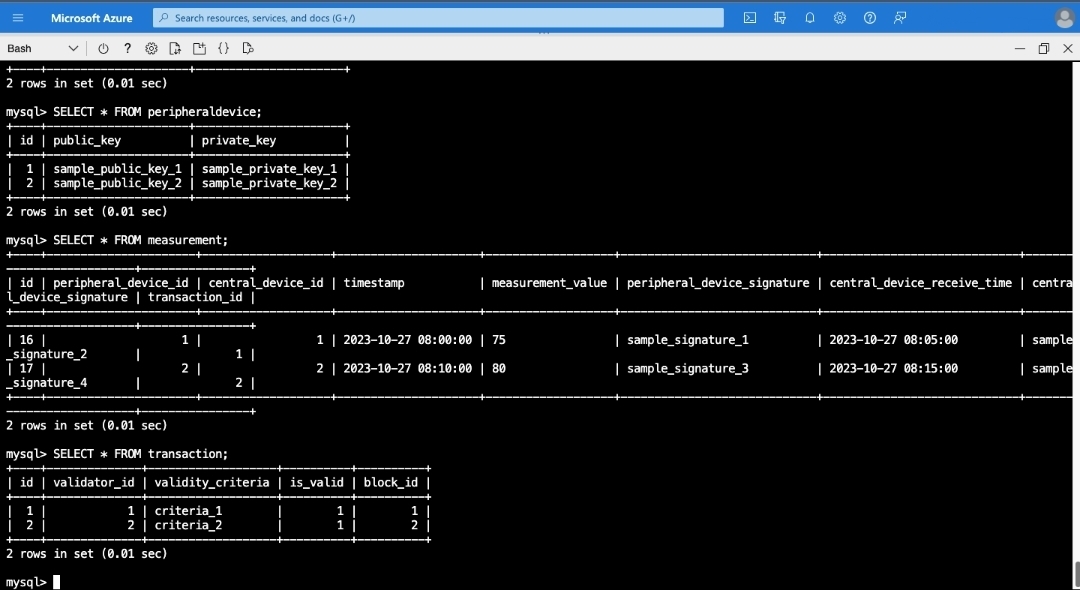 Microsoft Azure
Search resources, services, and docs (G+/)
Bash
2 rows in set (0.01 sec)
mysql> SELECT * FROM peripheraldevice;
| id | public_key | private_key |
| 1 | sample_public_key_1 | sample_private_key_1 |
| 2 | sample_public_key_2 | sample_private_key_2 |
2 rows in set (0.01 sec)
mysql> SELECT * FROM measurement;
| id | peripheral_device_id | central_device_id | timestamp | measurement_value | peripheral_device_signature | central_device_receive_time | centra
l_device_signature | transaction_id |
| 16 | 1 | 1 | 2023-10-27 08:00:00 | 75 | sample_signature_1 | 2023-10-27 08:05:00 | sample
_signature_2 | 1 |
| 17 | 2 | 2 | 2023-10-27 08:10:00 | 80 | sample_signature_3 | 2023-10-27 08:15:00 | sample
_signature_4 | 2 |
2 rows in set (0.01 sec)
mysql> SELECT * FROM transaction;
| id | validator_id | validity_criteria | is_valid | block_id |
| 1 | 1 | criteria_1 | 1 | 1 |
| 2 | 2 | criteria_2 | 1 | 2 |
2 rows in set (0.01 sec)
mysql>